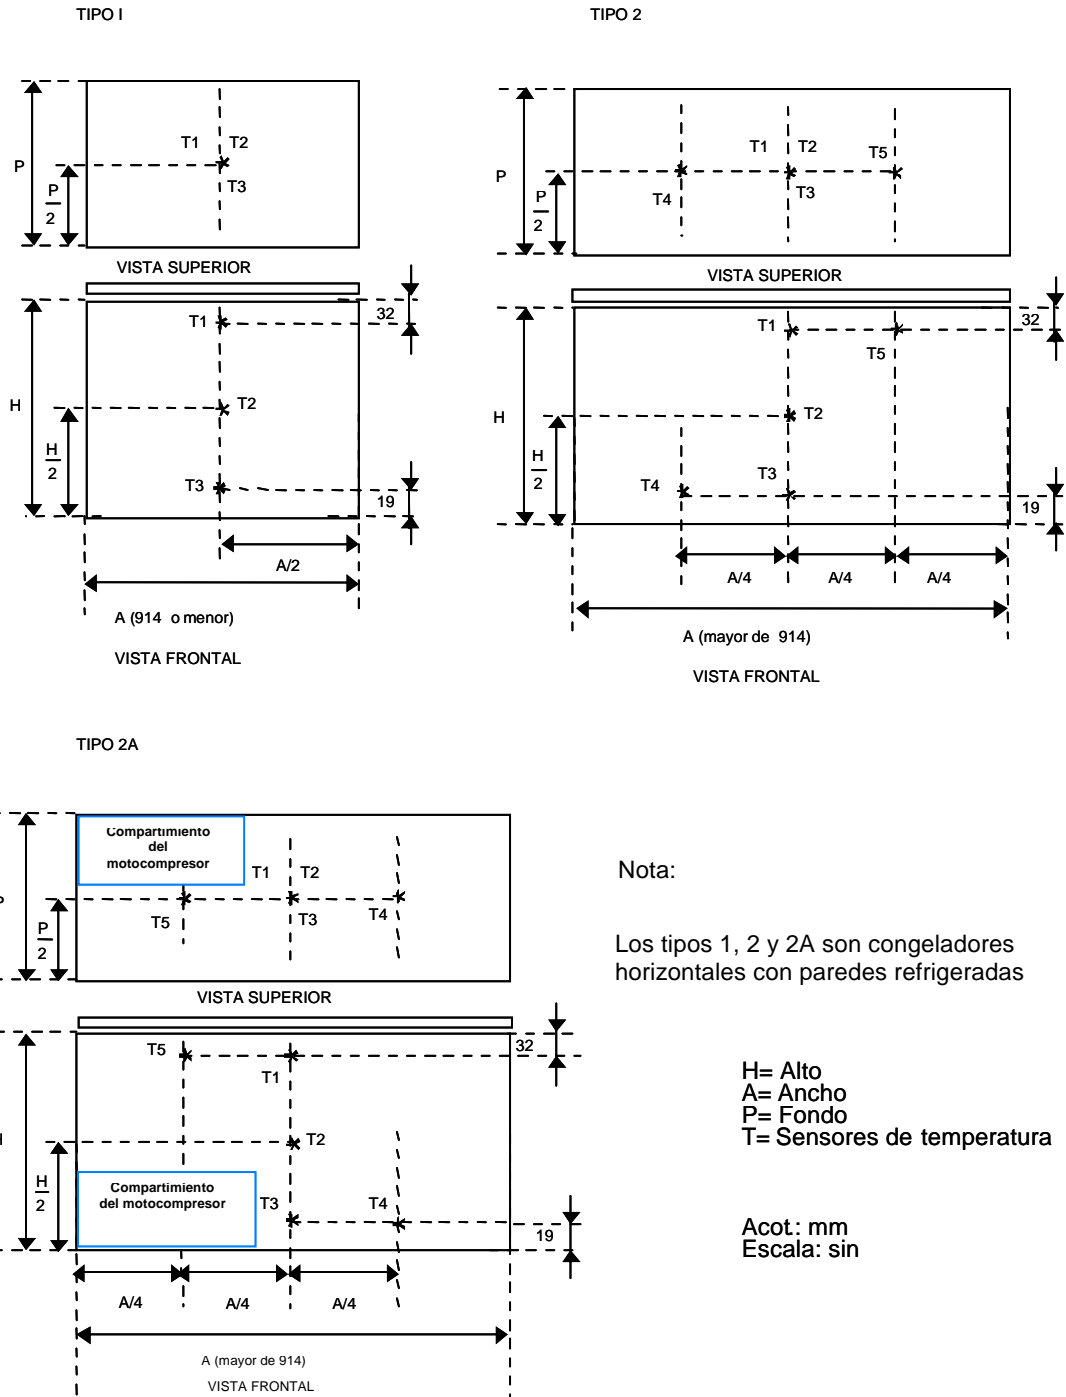 TIPO I
P
P
2
T1
T2
T3
VISTA SUPERIOR
32
T1
H
T2
H
2
T3
19
A/2
A (914 o menor)
VISTA FRONTAL
TIPO 2
P
P
2
T1
T2
T5
T4
T3
VISTA SUPERIOR
32
T1
T5
H
T2
H
2
T4
T3
19
A/4
A/4
A/4
A (mayor de 914)
VISTA FRONTAL
TIPO 2A
Compartimiento
del
motocompresor
T1
T2
P
2
T5
T3
T4
VISTA SUPERIOR
32
T5
T1
T2
H
2
Compartimiento
del motocompresor
T3
T4
19
A/4
A/4
A/4
A (mayor de 914)
VISTA FRONTAL
Nota:
Los tipos 1, 2 y 2A son congeladores
horizontales con paredes refrigeradas
H= Alto
A= Ancho
P= Fondo
T= Sensores de temperatura
Acot.: mm
Escala: sin